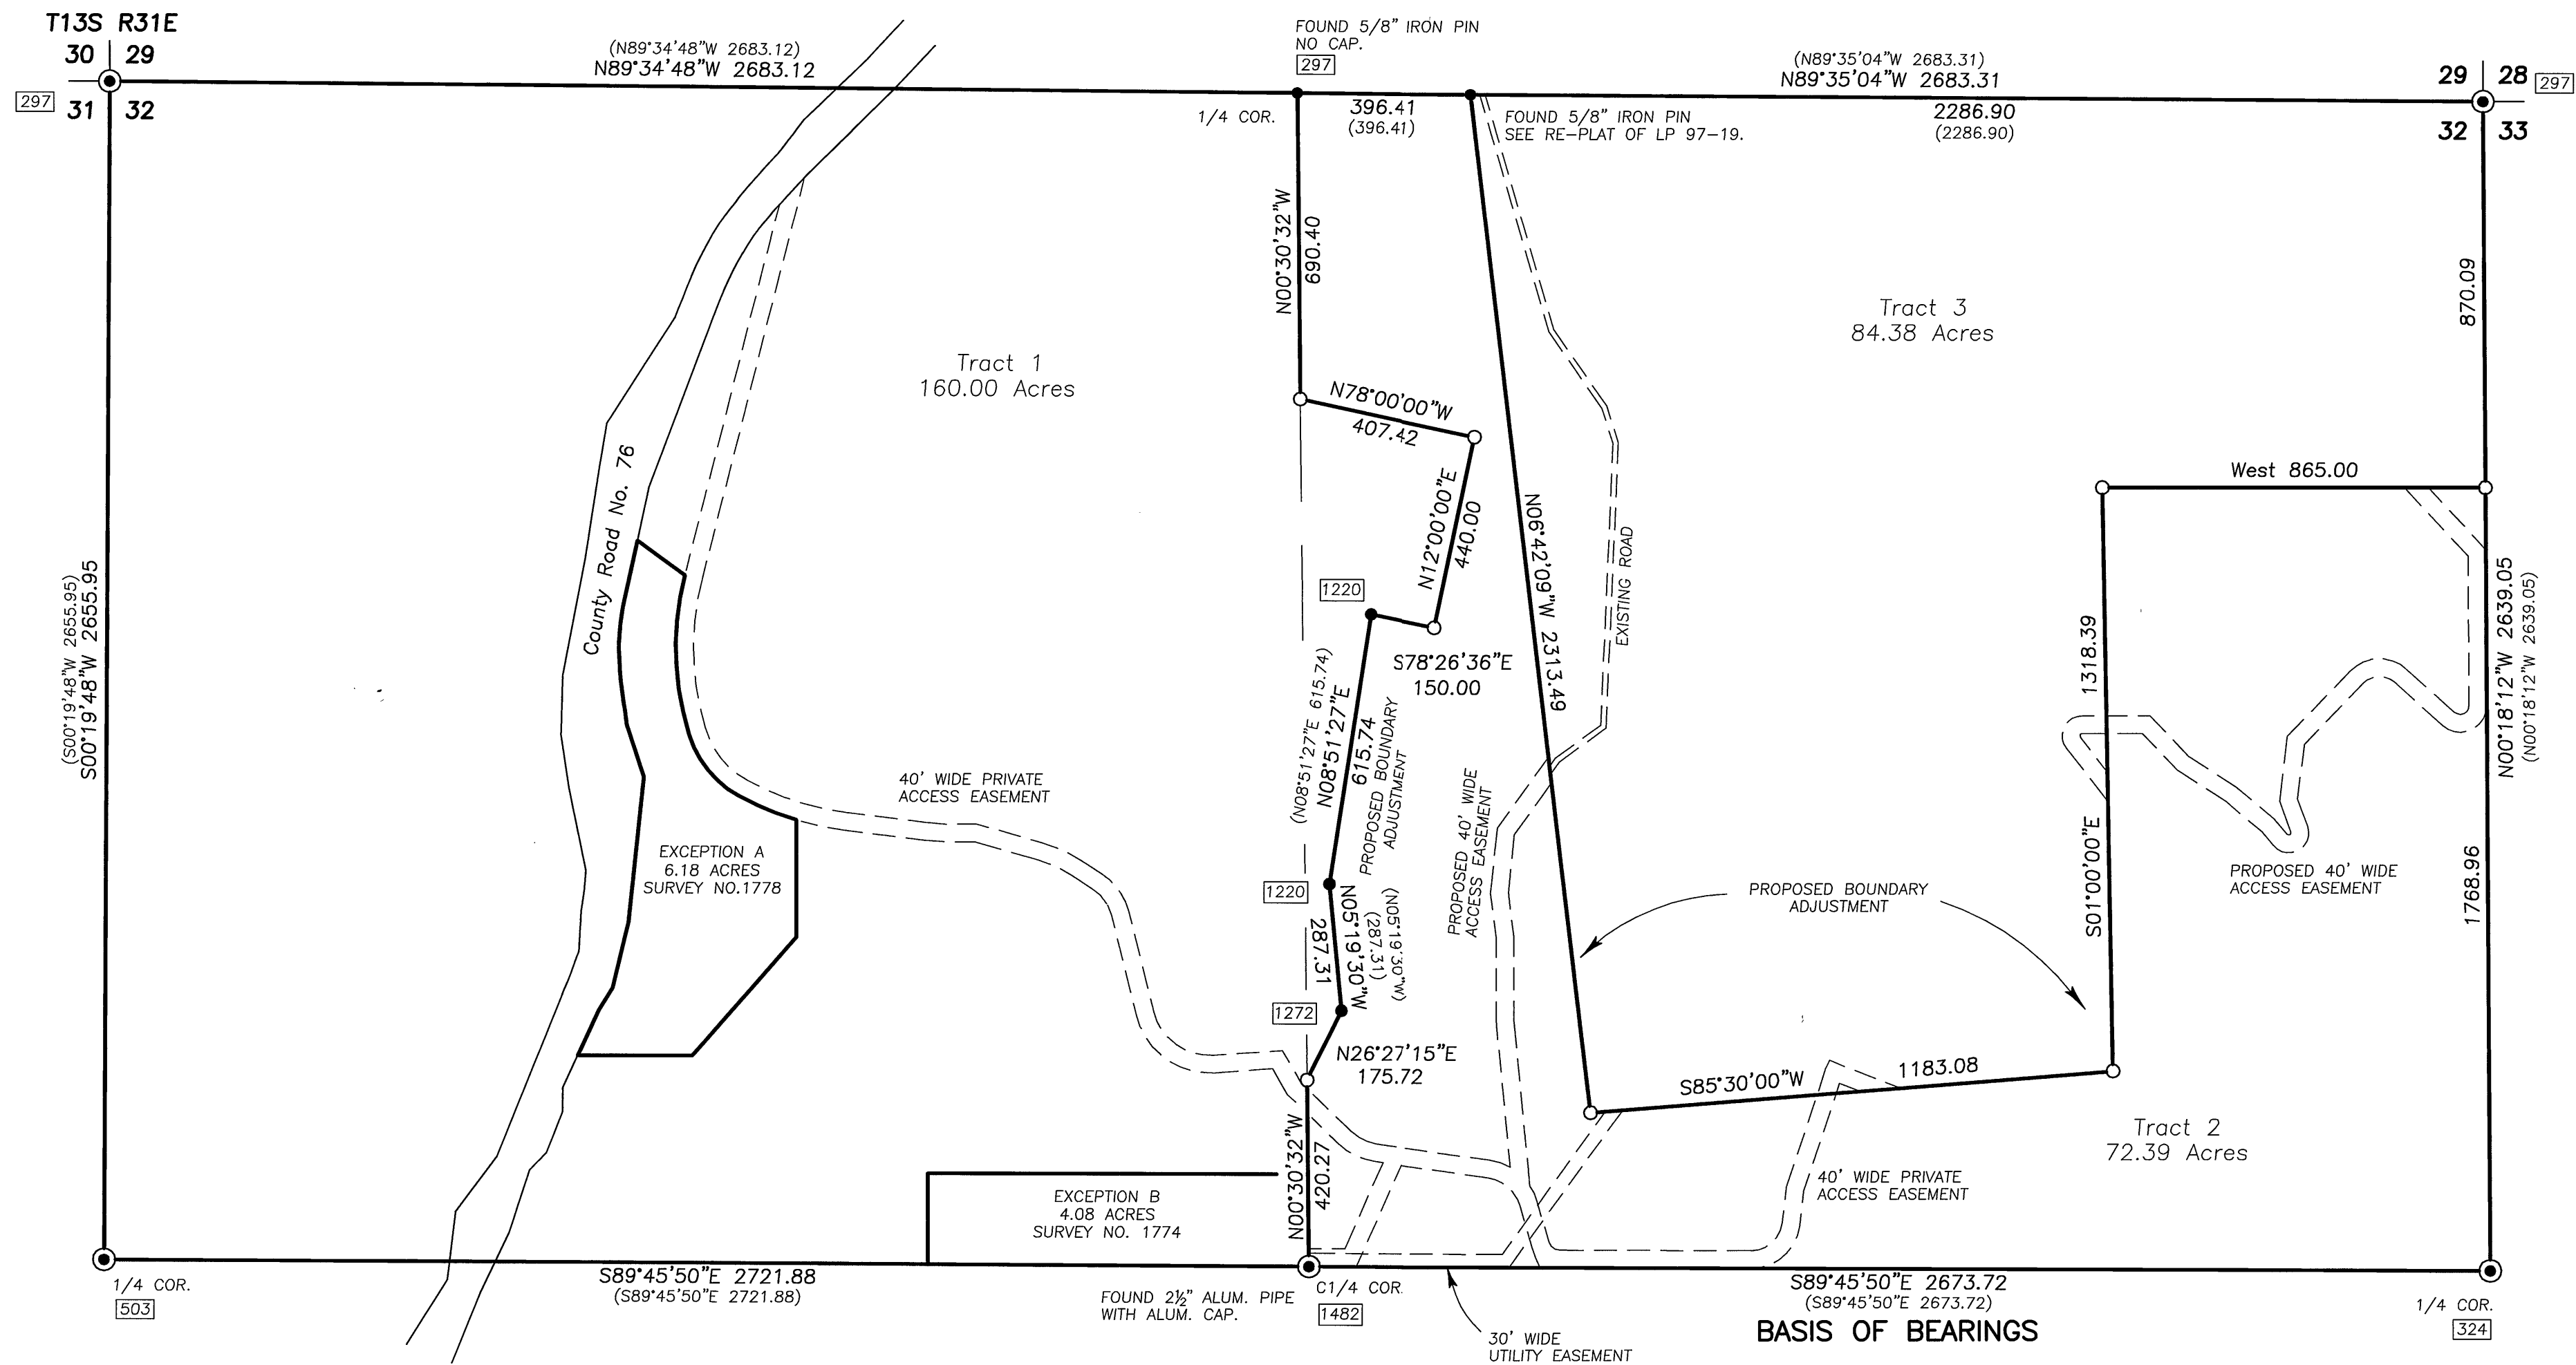 T13S R31E
30 29
297 31 32
(N89°34'48"W 2683.12)
N89°34'48"W 2683.12
FOUND 5/8" IRON PIN
NO CAP.
297
1/4 COR.
396.41
(396.41)
(N89°35'04"W 2683.31)
N89°35'04"W 2683.31
FOUND 5/8" IRON PIN
SEE RE-PLAT OF LP 97-19.
2286.90
(2286.90)
29 28 297
32 33
N00°30'32"W
690.40
Tract 1
160.00 Acres
Tract 3
84.38 Acres
870.09
N78°00'00"W
407.42
N12°00'00"E
440.00
County Road No. 76
West 865.00
N06°42'09"W 2313.49
EXISTING ROAD
(S00°19'48"W 2655.95)
S00°19'48"W 2655.95
1220
S78°26'36"E
150.00
(N08°51'27"E 615.74)
N08°51'27"E
615.74
PROPOSED BOUNDARY
ADJUSTMENT
1318.39
S01°00'00"E
N00°18'12"W 2639.05
(N00°18'12"W 2639.05)
40' WIDE PRIVATE
ACCESS EASEMENT
PROPOSED 40' WIDE
ACCESS EASEMENT
EXCEPTION A
6.18 ACRES
SURVEY NO.1778
1220
N05°19'30"W
287.31
(N05°19'30"W)
(287.31)
PROPOSED BOUNDARY
ADJUSTMENT
PROPOSED 40' WIDE
ACCESS EASEMENT
1768.96
1272
N26°27'15"E
175.72
S85°30'00"W 1183.08
Tract 2
72.39 Acres
N00°30'32"W
420.27
40' WIDE PRIVATE
ACCESS EASEMENT
EXCEPTION B
4.08 ACRES
SURVEY NO. 1774
1/4 COR.
503
S89°45'50"E 2721.88
(S89°45'50"E 2721.88)
FOUND 2½" ALUM. PIPE
WITH ALUM. CAP.
C1/4 COR.
1482
30' WIDE
UTILITY EASEMENT
S89°45'50"E 2673.72
(S89°45'50"E 2673.72)
BASIS OF BEARINGS
1/4 COR.
324